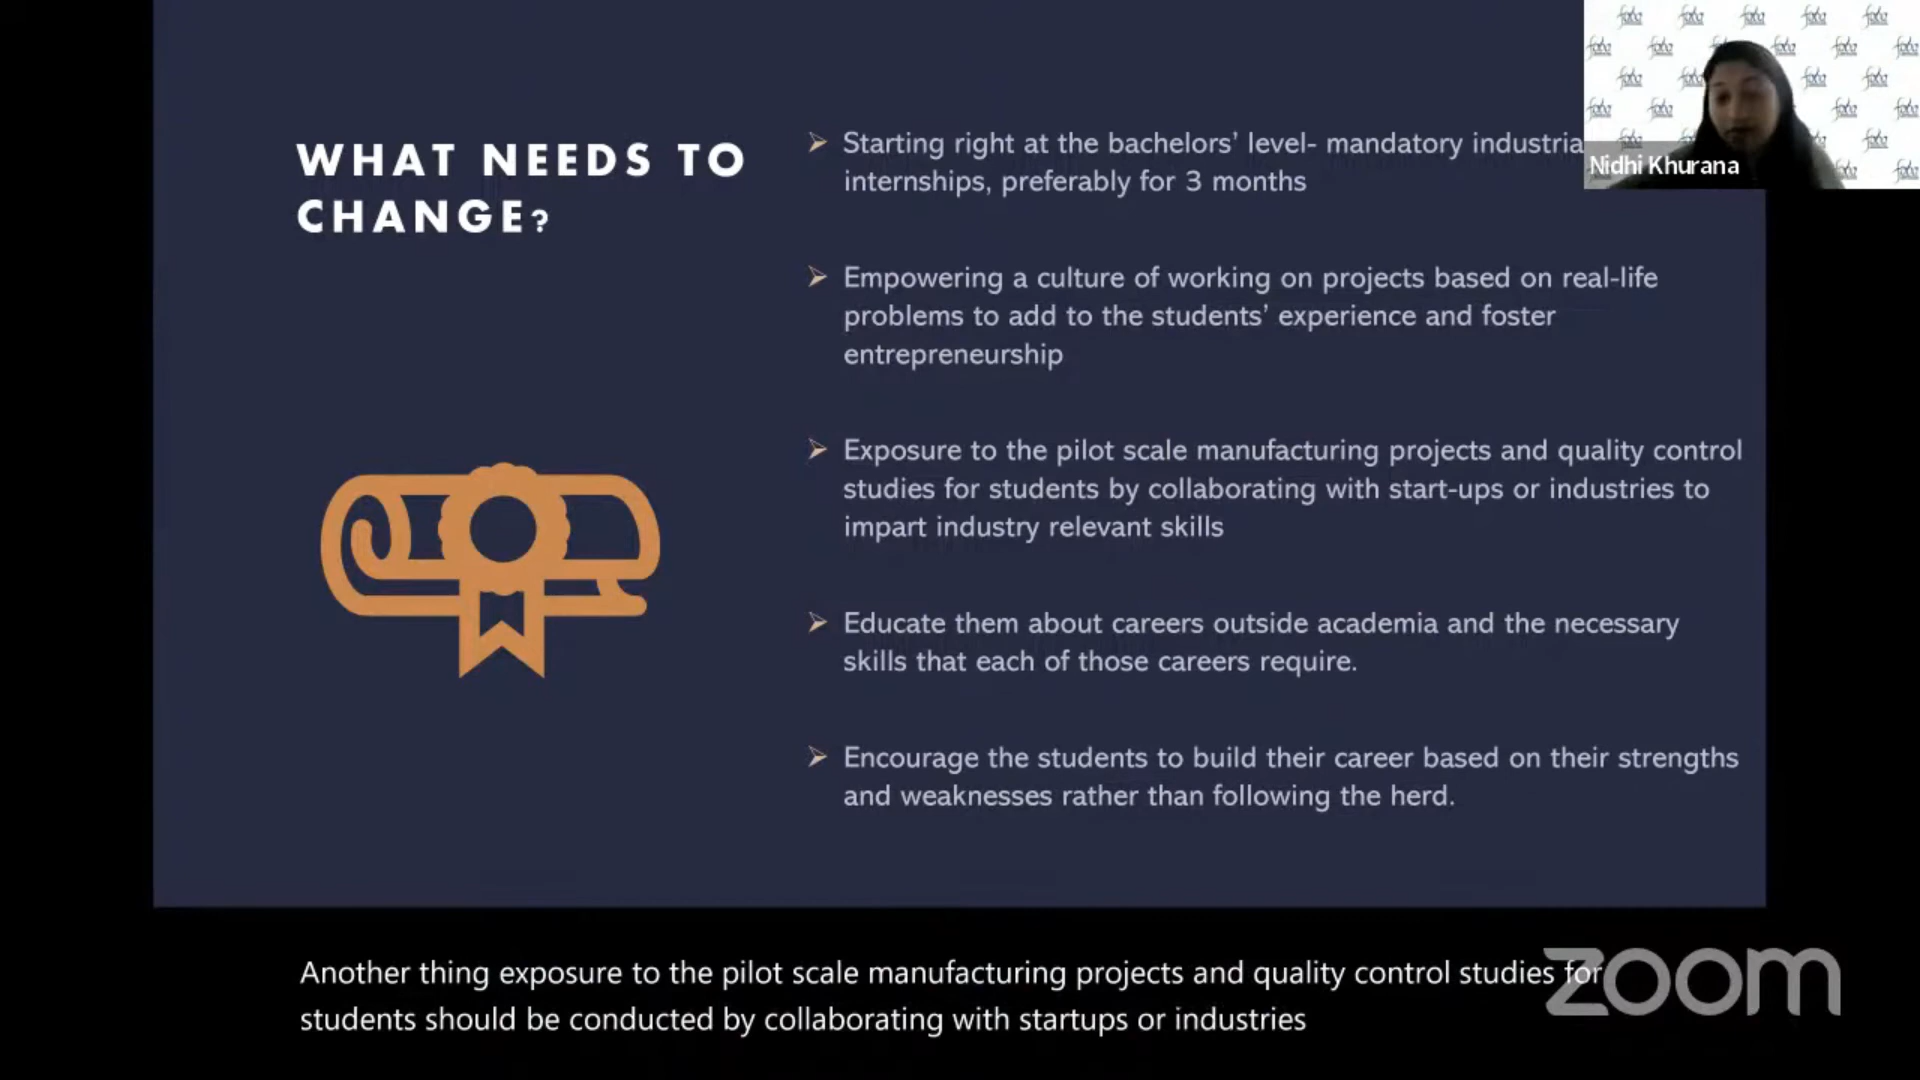 WHAT NEEDS TO
CHANGE?
Starting right at the bachelors’ level- mandatory industria
internships, preferably for 3 months
Empowering a culture of working on projects based on real-life
problems to add to the students’ experience and foster
entrepreneurship
Exposure to the pilot scale manufacturing projects and quality control
studies for students by collaborating with start-ups or industries to
impart industry relevant skills
Educate them about careers outside academia and the necessary
skills that each of those careers require.
Encourage the students to build their career based on their strengths
and weaknesses rather than following the herd.
Nidhi Khurana
Another thing exposure to the pilot scale manufacturing projects and quality control studies for
students should be conducted by collaborating with startups or industries
zoom